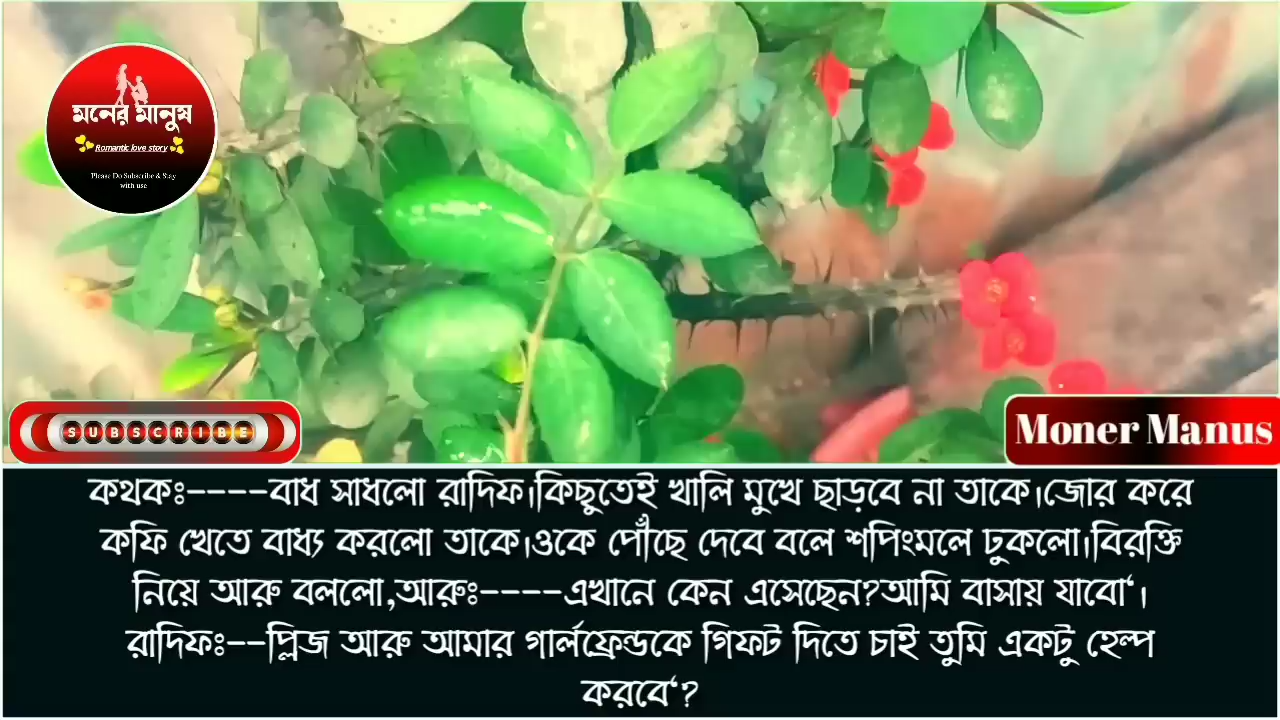 মনের মানুষ
Romantic love story
Please Do Subscribe & Stay
with use
SUBSCRIBE
Moner Manus
কথকঃ----বাধ সাধলো রাদিফ।কিছুতেই খালি মুখে ছাড়বে না তাকে।জোর করে
কফি খেতে বাধ্য করলো তাকে।ওকে পৌঁছে দেবে বলে শপিংমলে ঢুকলো।বিরক্তি
নিয়ে আরু বললো,আরুঃ----এখানে কেন এসেছেন?আমি বাসায় যাবো‘।
রাদিফঃ--প্লিজ আরু আমার গার্লফ্রেন্ডকে গিফট দিতে চাই তুমি একটু হেল্প
করবে‘?